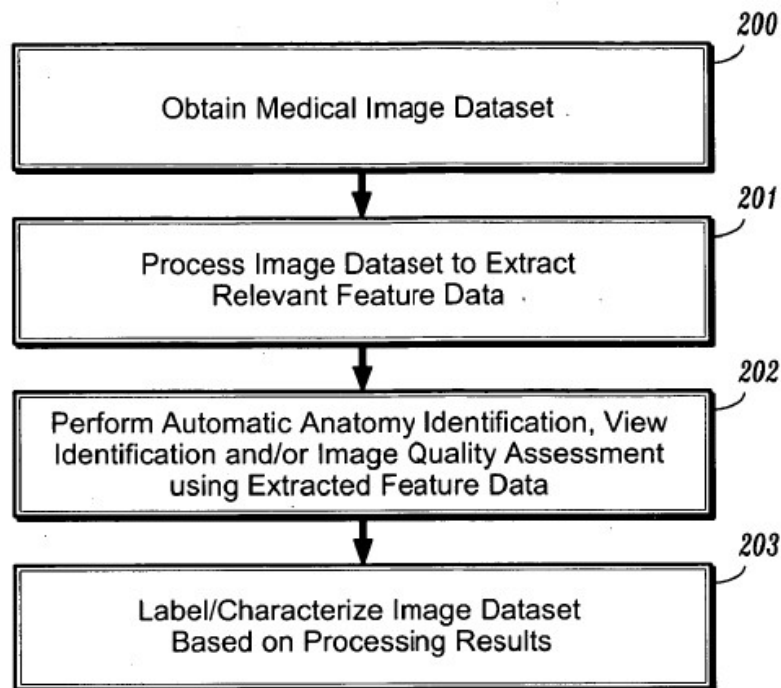 200
Obtain Medical Image Dataset
201
Process Image Dataset to Extract
Relevant Feature Data
202
Perform Automatic Anatomy Identification, View
Identification and/or Image Quality Assessment
using Extracted Feature Data
203
Label/Characterize Image Dataset
Based on Processing Results